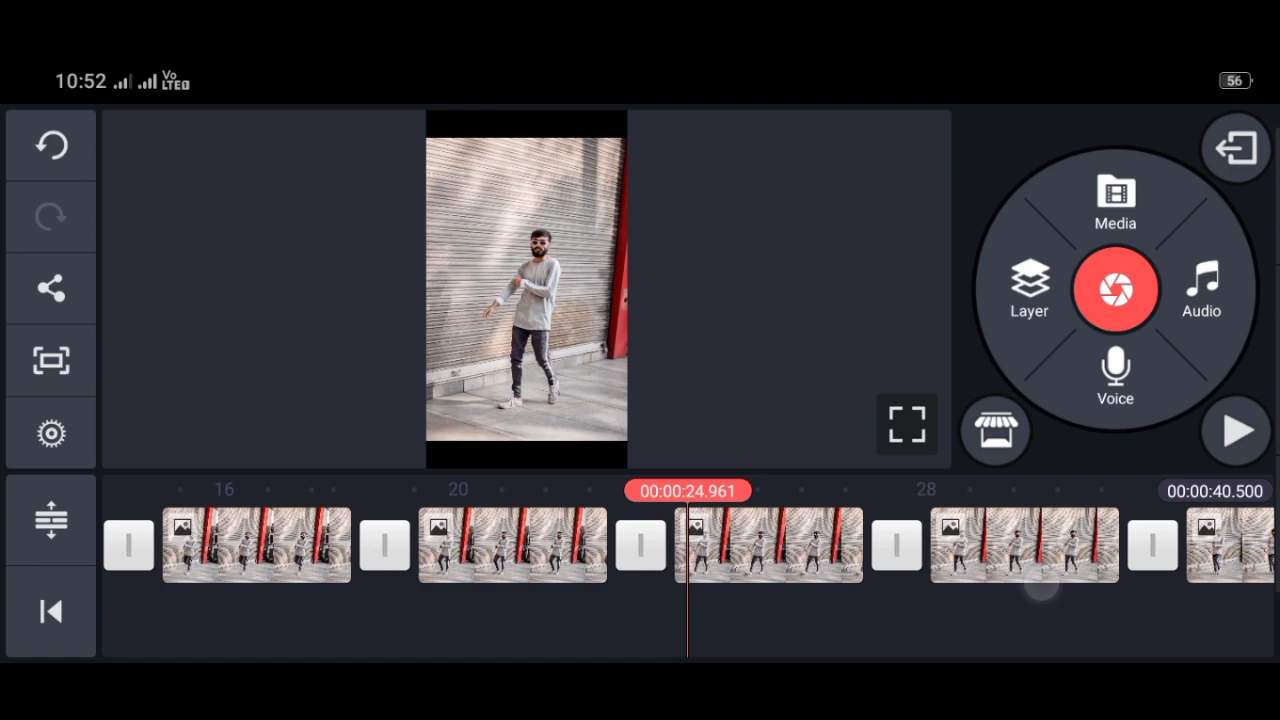 10:52 Vo LTE
56
Media
Layer
Audio
Voice
16
20
00:00:24.961
28
00:00:40.500